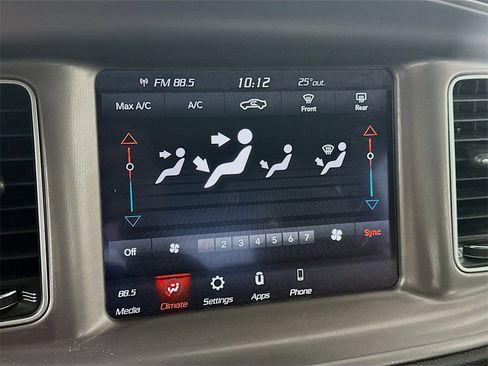 FM 88.5 10:12 25°out.
Max A/C A/C Front Rear
Off 1 2 3 4 5 6 7 Sync
88.5
Media Climate Settings Apps Phone